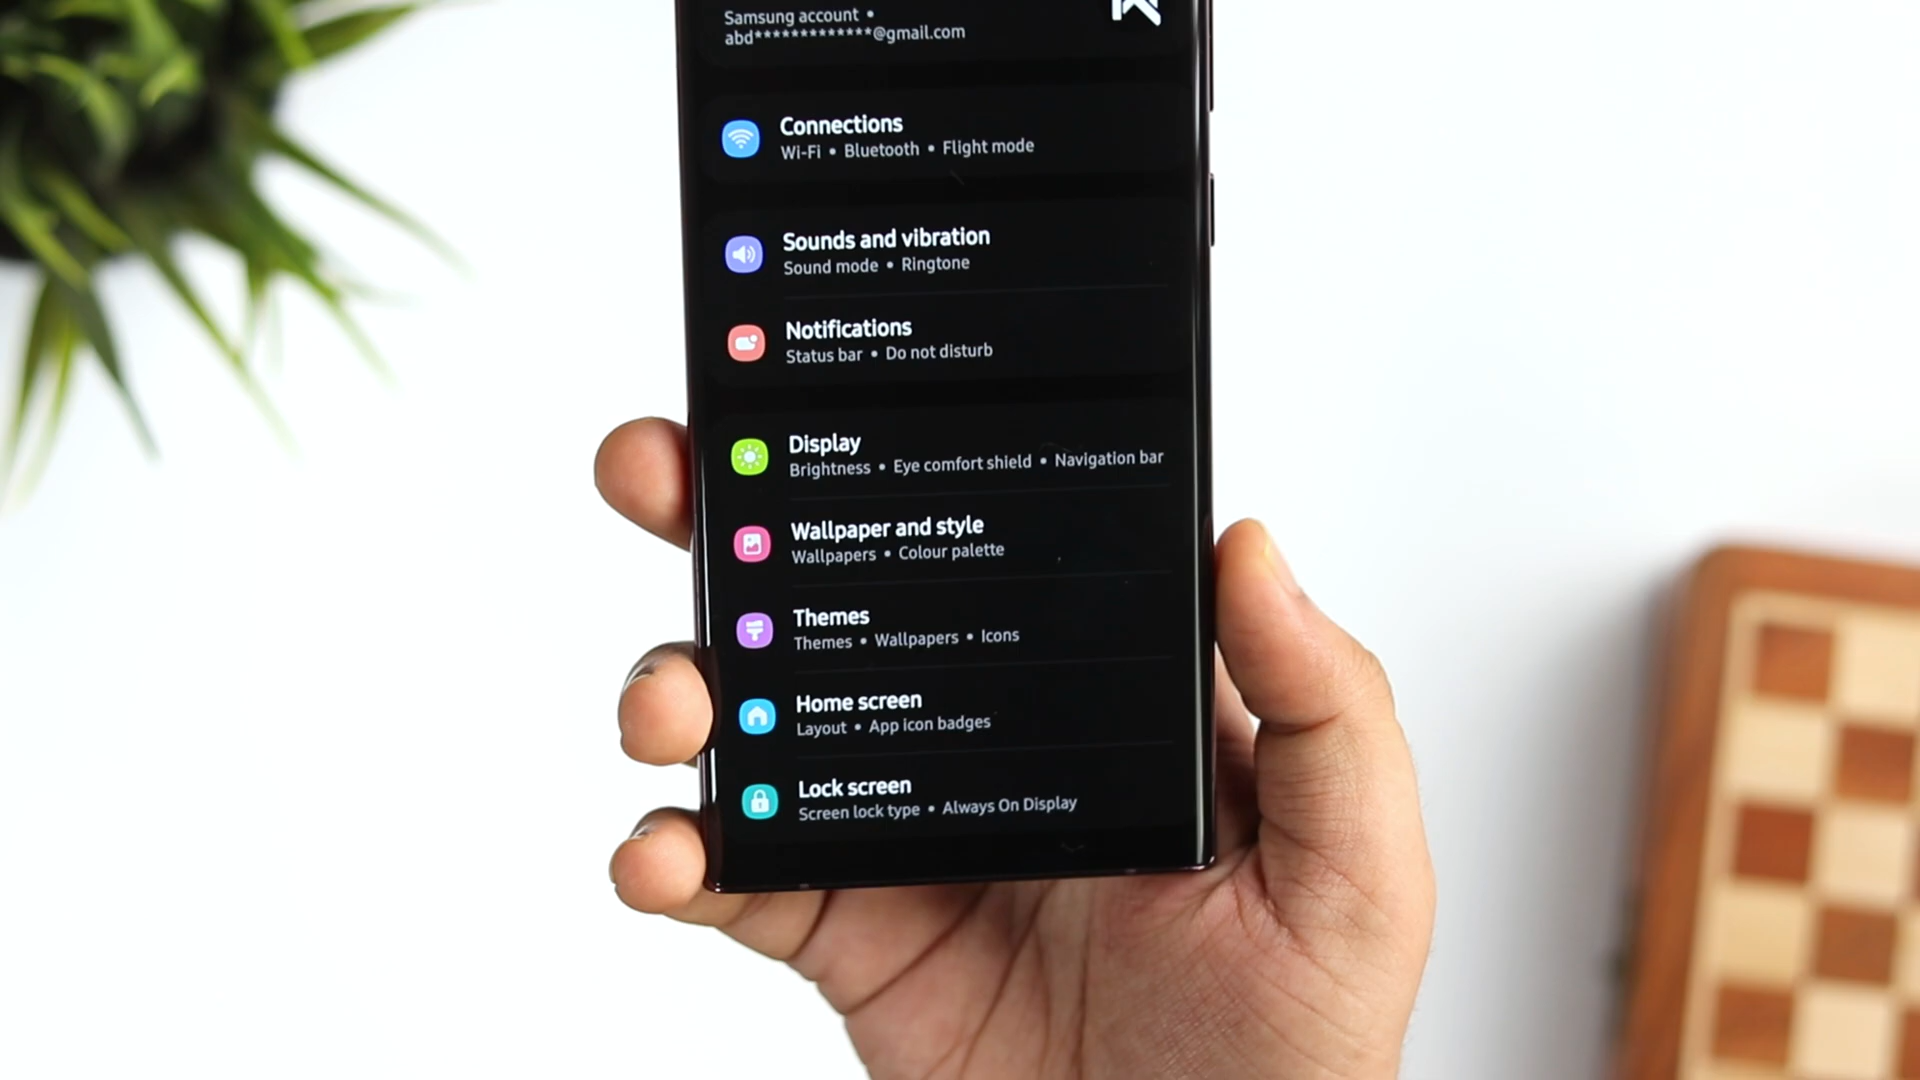 Samsung account •
abd*************@gmail.com
Connections
Wi-Fi • Bluetooth • Flight mode
Sounds and vibration
Sound mode • Ringtone
Notifications
Status bar • Do not disturb
Display
Brightness • Eye comfort shield • Navigation bar
Wallpaper and style
Wallpapers • Colour palette
Themes
Themes • Wallpapers • Icons
Home screen
Layout • App icon badges
Lock screen
Screen lock type • Always On Display